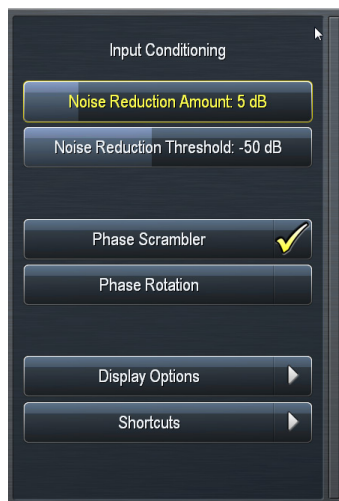 Input Conditioning
Noise Reduction Amount: 5 dB
Noise Reduction Threshold: -50 dB
Phase Scrambler
Phase Rotation
Display Options
Shortcuts